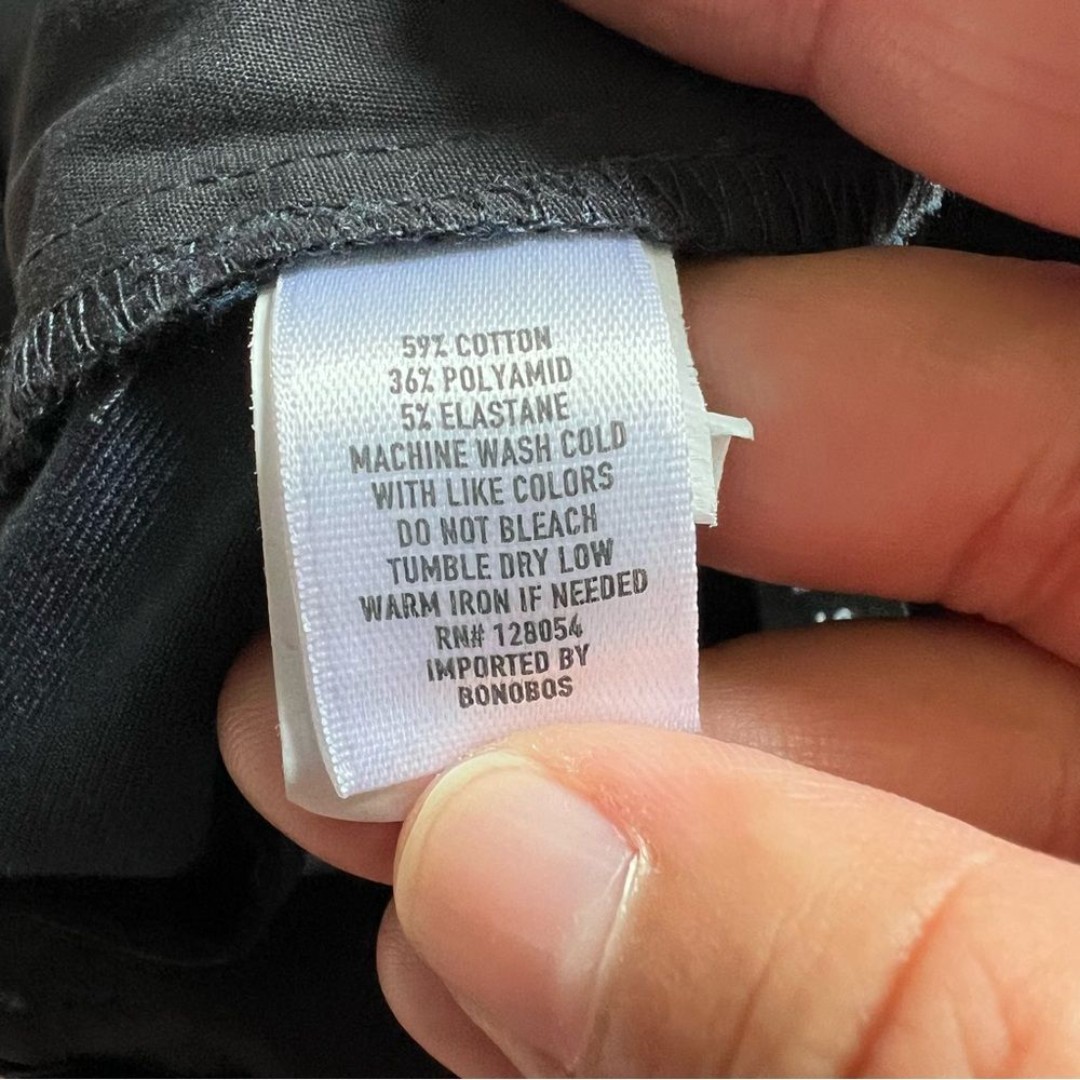 59% COTTON
36% POLYAMID
5% ELASTANE
MACHINE WASH COLD
WITH LIKE COLORS
DO NOT BLEACH
TUMBLE DRY LOW
WARM IRON IF NEEDED
RN# 128054
IMPORTED BY
BONOBOS